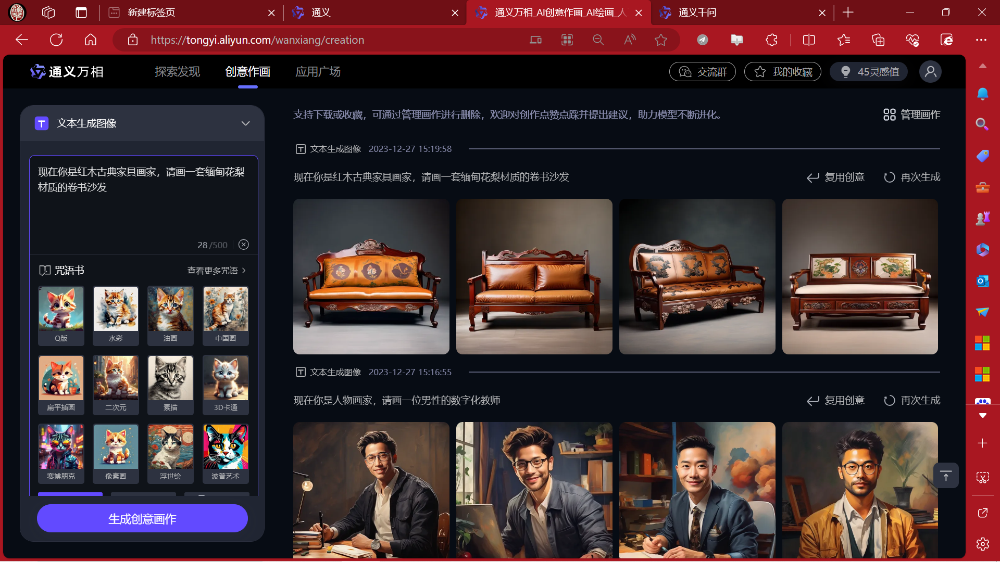 新建标签页
通义
通义万相_AI创意作画_AI绘画_人
通义千问
https://tongyi.aliyun.com/wanxiang/creation
通义万相
探索发现
创意作画
应用广场
交流群
我的收藏
45灵感值
文本生成图像
现在你是红木古典家具画家，请画一套缅甸花梨
材质的卷书沙发
28/500
咒语书
查看更多咒语
Q版
水彩
油画
中国画
扁平插画
二次元
素描
3D卡通
赛博朋克
像素画
浮世绘
波普艺术
生成创意画作
支持下载或收藏，可通过管理画作进行删除，欢迎对创作点赞点踩并提出建议，助力模型不断进化。
管理画作
文本生成图像 2023-12-27 15:19:58
现在你是红木古典家具画家，请画一套缅甸花梨材质的卷书沙发
复用创意
再次生成
文本生成图像 2023-12-27 15:16:55
现在你是人物画家，请画一位男性的数字化教师
复用创意
再次生成